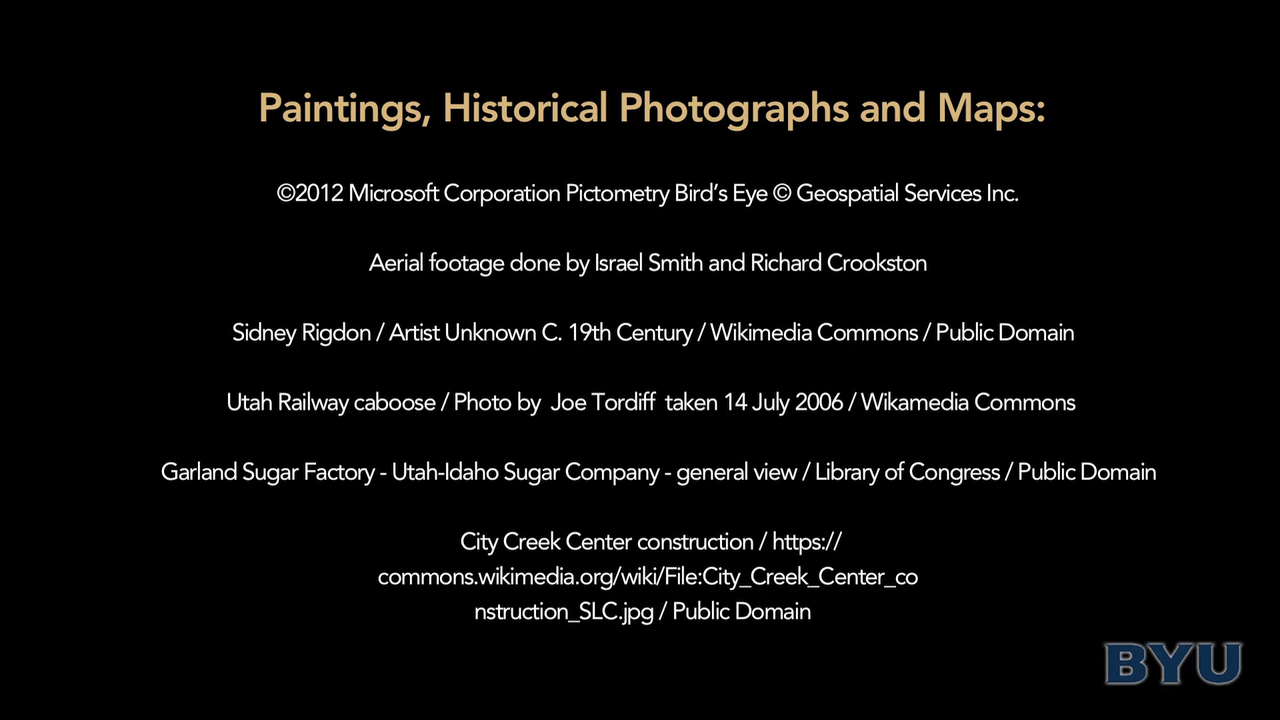 Paintings, Historical Photographs and Maps:
©2012 Microsoft Corporation Pictometry Bird's Eye © Geospatial Services Inc.
Aerial footage done by Israel Smith and Richard Crookston
Sidney Rigdon / Artist Unknown C. 19th Century / Wikimedia Commons / Public Domain
Utah Railway caboose / Photo by  Joe Tordiff  taken 14 July 2006 / Wikamedia Commons
Garland Sugar Factory - Utah-Idaho Sugar Company - general view / Library of Congress / Public Domain
City Creek Center construction / https://
commons.wikimedia.org/wiki/File:City_Creek_Center_co
nstruction_SLC.jpg / Public Domain
BYU